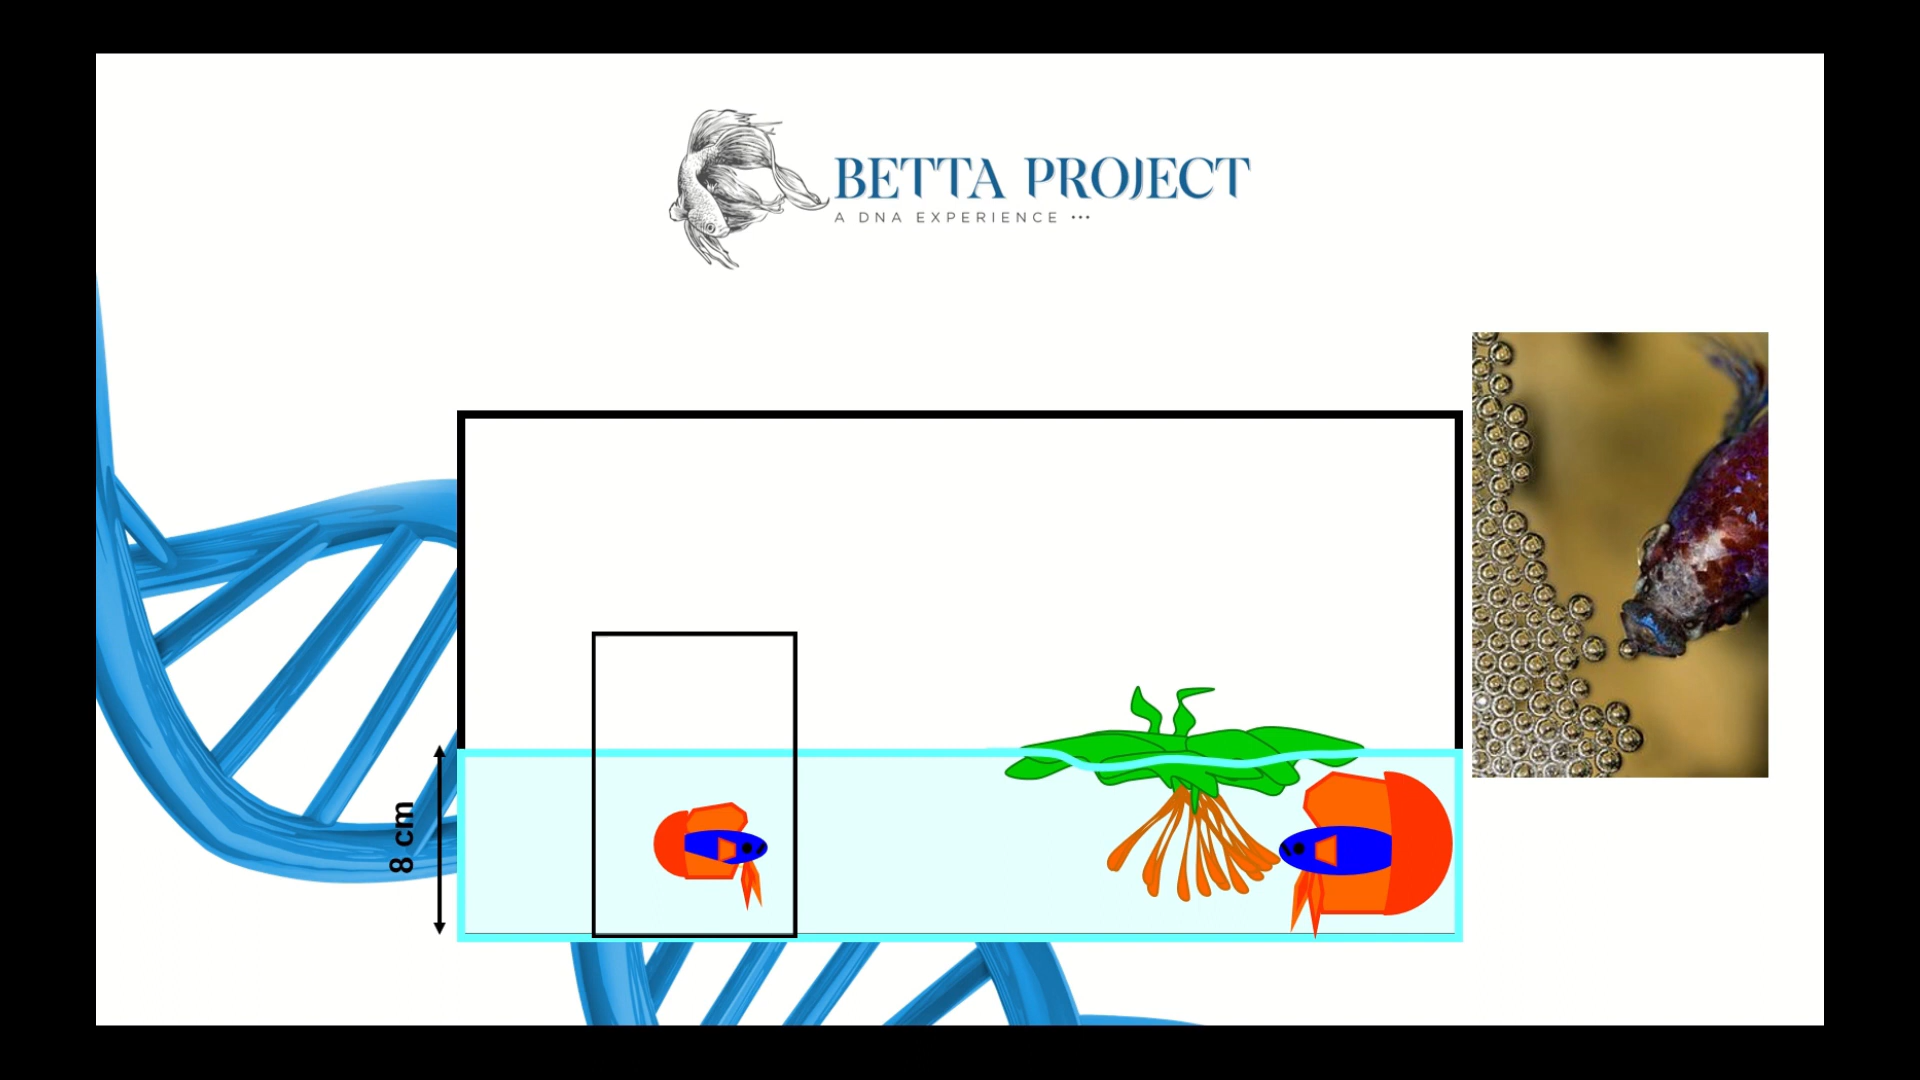 BETTA PROJECT
A DNA EXPERIENCE •••
8 cm